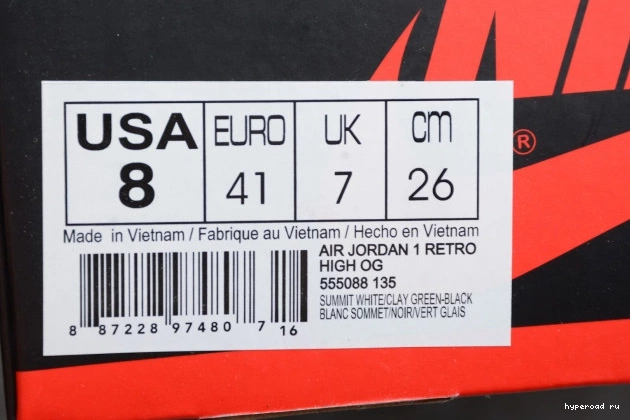 USA EURO UK cm
8 41 7 26
Made in Vietnam / Fabrique au Vietnam / Hecho en Vietnam
AIR JORDAN 1 RETRO
HIGH OG
555088 135
SUMMIT WHITE/CLAY GREEN-BLACK
BLANC SOMMET/NOIR/VERT GLAIS
8 87228 97480 7 16
®
hyperoad ru